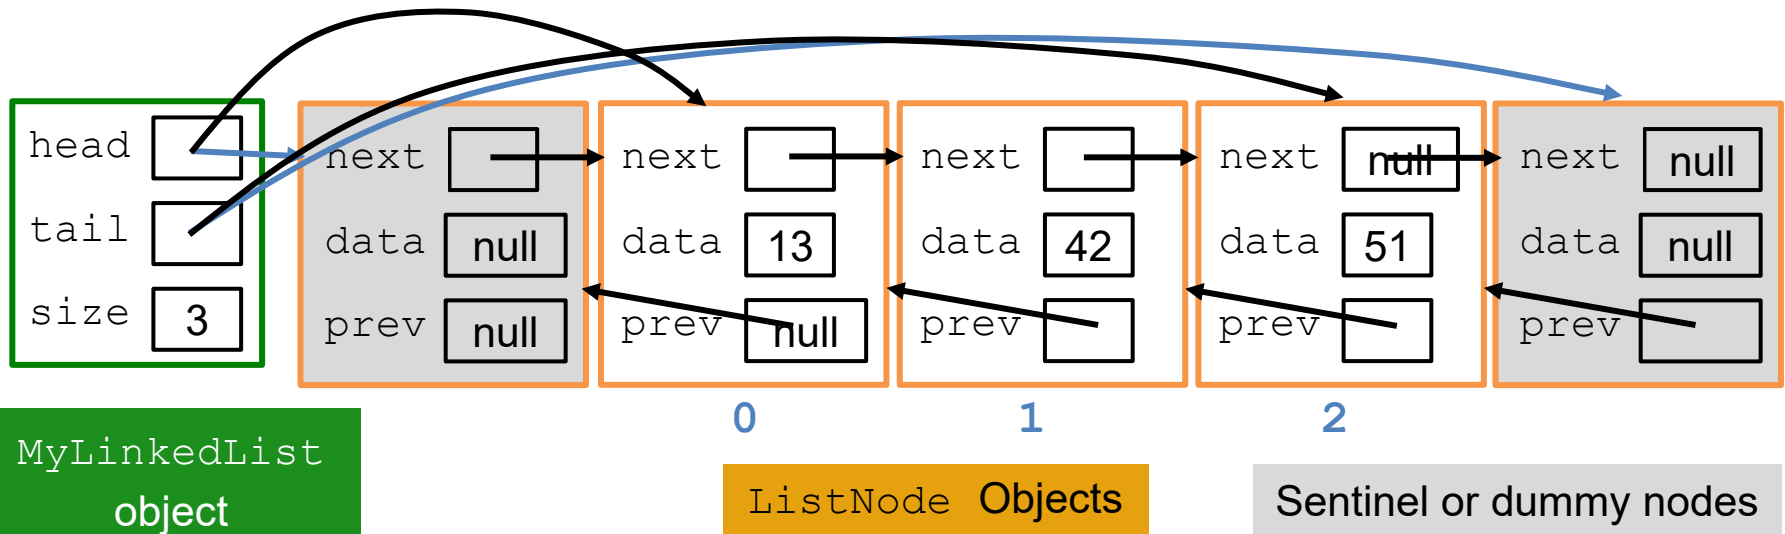 head
tail
size 3
next
data null
prev null
next
data 13
prev null
next
data 42
prev
next null
data 51
prev
next null
data null
prev
0 1 2
MyLinkedList
object
ListNode Objects
Sentinel or dummy nodes